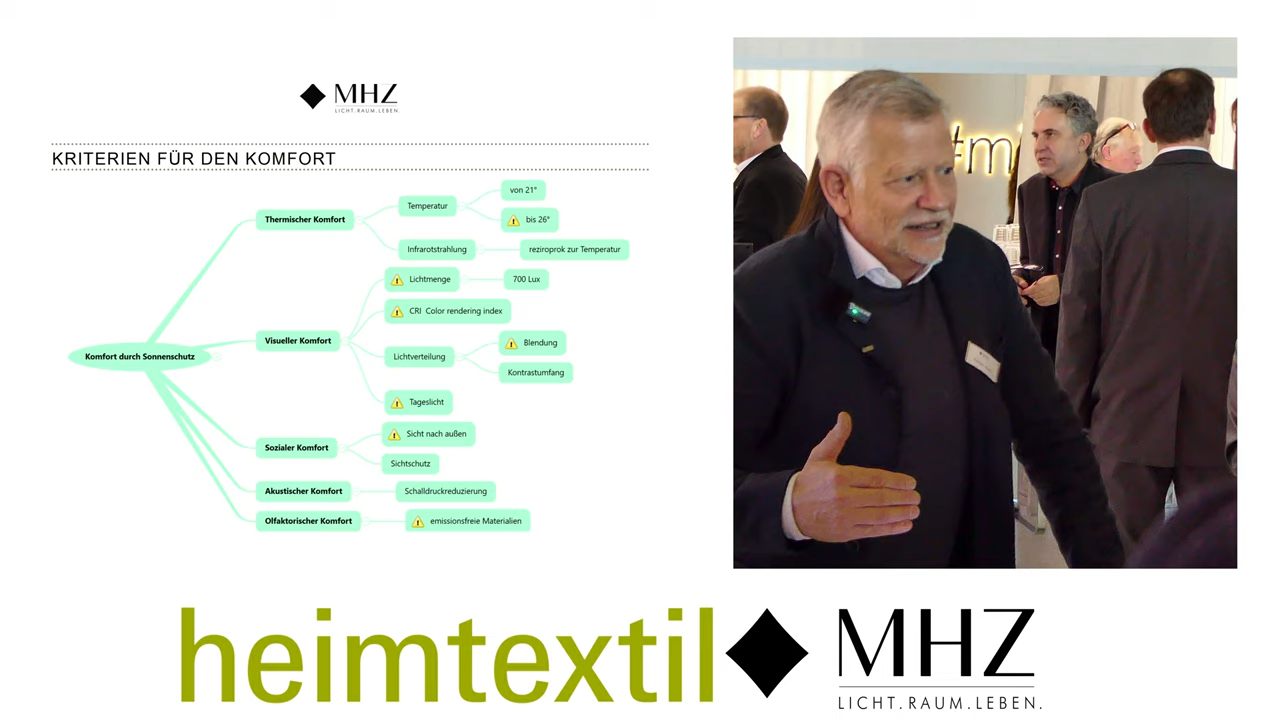 MHZ
LICHT.RAUM.LEBEN.
KRITERIEN FÜR DEN KOMFORT
Komfort durch Sonnenschutz
Thermischer Komfort
Temperatur
von 21°
bis 26°
Infrarotstrahlung
reziroprok zur Temperatur
Visueller Komfort
Lichtmenge
700 Lux
CRI Color rendering index
Lichtverteilung
Blendung
Kontrastumfang
Tageslicht
Sozialer Komfort
Sicht nach außen
Sichtschutz
Akustischer Komfort
Schalldruckreduzierung
Olfaktorischer Komfort
emissionsfreie Materialien
heimtextil
MHZ
LICHT.RAUM.LEBEN.